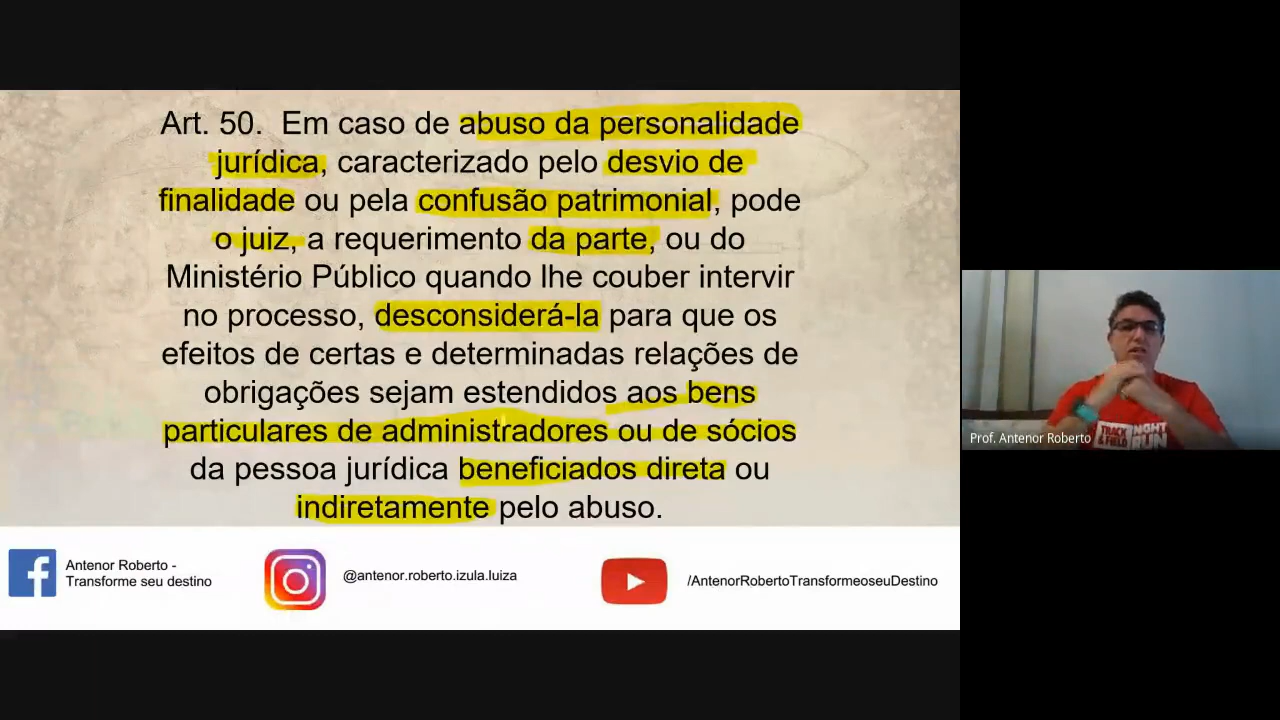 Art. 50.  Em caso de abuso da personalidade
jurídica, caracterizado pelo desvio de
finalidade ou pela confusão patrimonial, pode
o juiz, a requerimento da parte, ou do
Ministério Público quando lhe couber intervir
no processo, desconsiderá-la para que os
efeitos de certas e determinadas relações de
obrigações sejam estendidos aos bens
particulares de administradores ou de sócios
da pessoa jurídica beneficiados direta ou
indiretamente pelo abuso.
Antenor Roberto -
Transforme seu destino
@antenor.roberto.izula.luiza
/AntenorRobertoTransformeoseuDestino
TRACK
&FIELD
NIGHT
RUN
Prof. Antenor Roberto